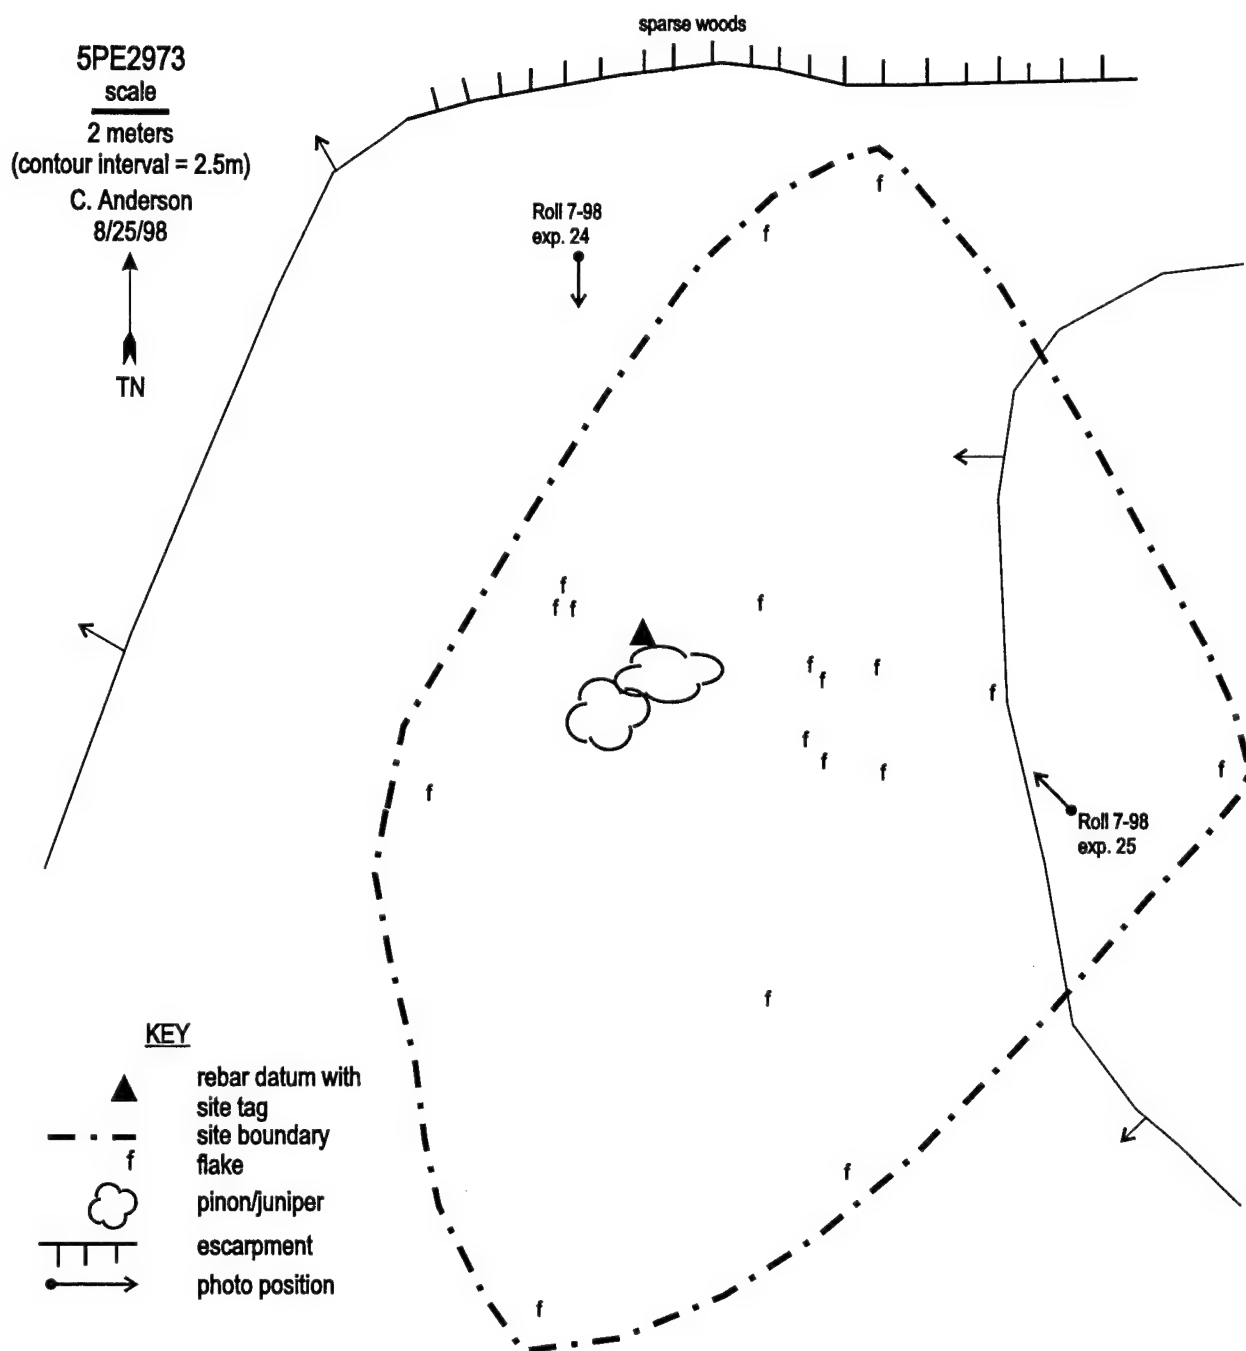 sparse woods
5PE2973
scale
2 meters
(contour interval = 2.5m)
C. Anderson
8/25/98
TN
Roll 7-98
exp. 24
f
f
f
f f
f
f
f
f
f
f
f
f
f
f
Roll 7-98
exp. 25
f
f
f
f
KEY
rebar datum with
site tag
site boundary
f flake
pinon/juniper
escarpment
photo position